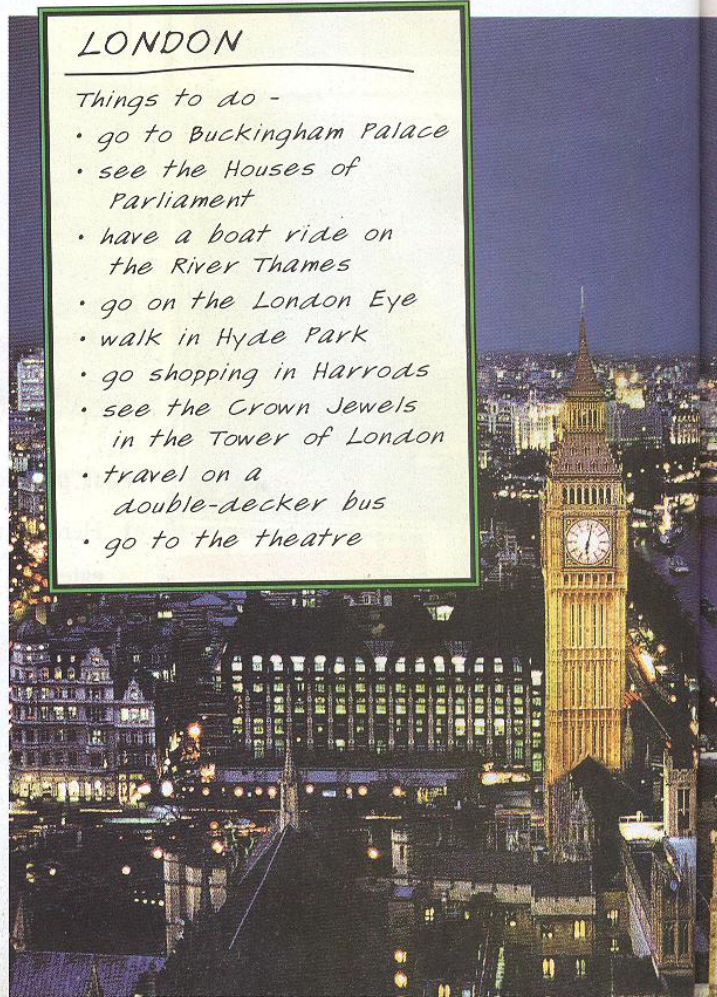 LONDON
Things to do -
• go to Buckingham Palace
• see the Houses of
Parliament
• have a boat ride on
the River Thames
• go on the London Eye
• walk in Hyde Park
• go shopping in Harrods
• see the Crown Jewels
in the Tower of London
• travel on a
double-decker bus
• go to the theatre